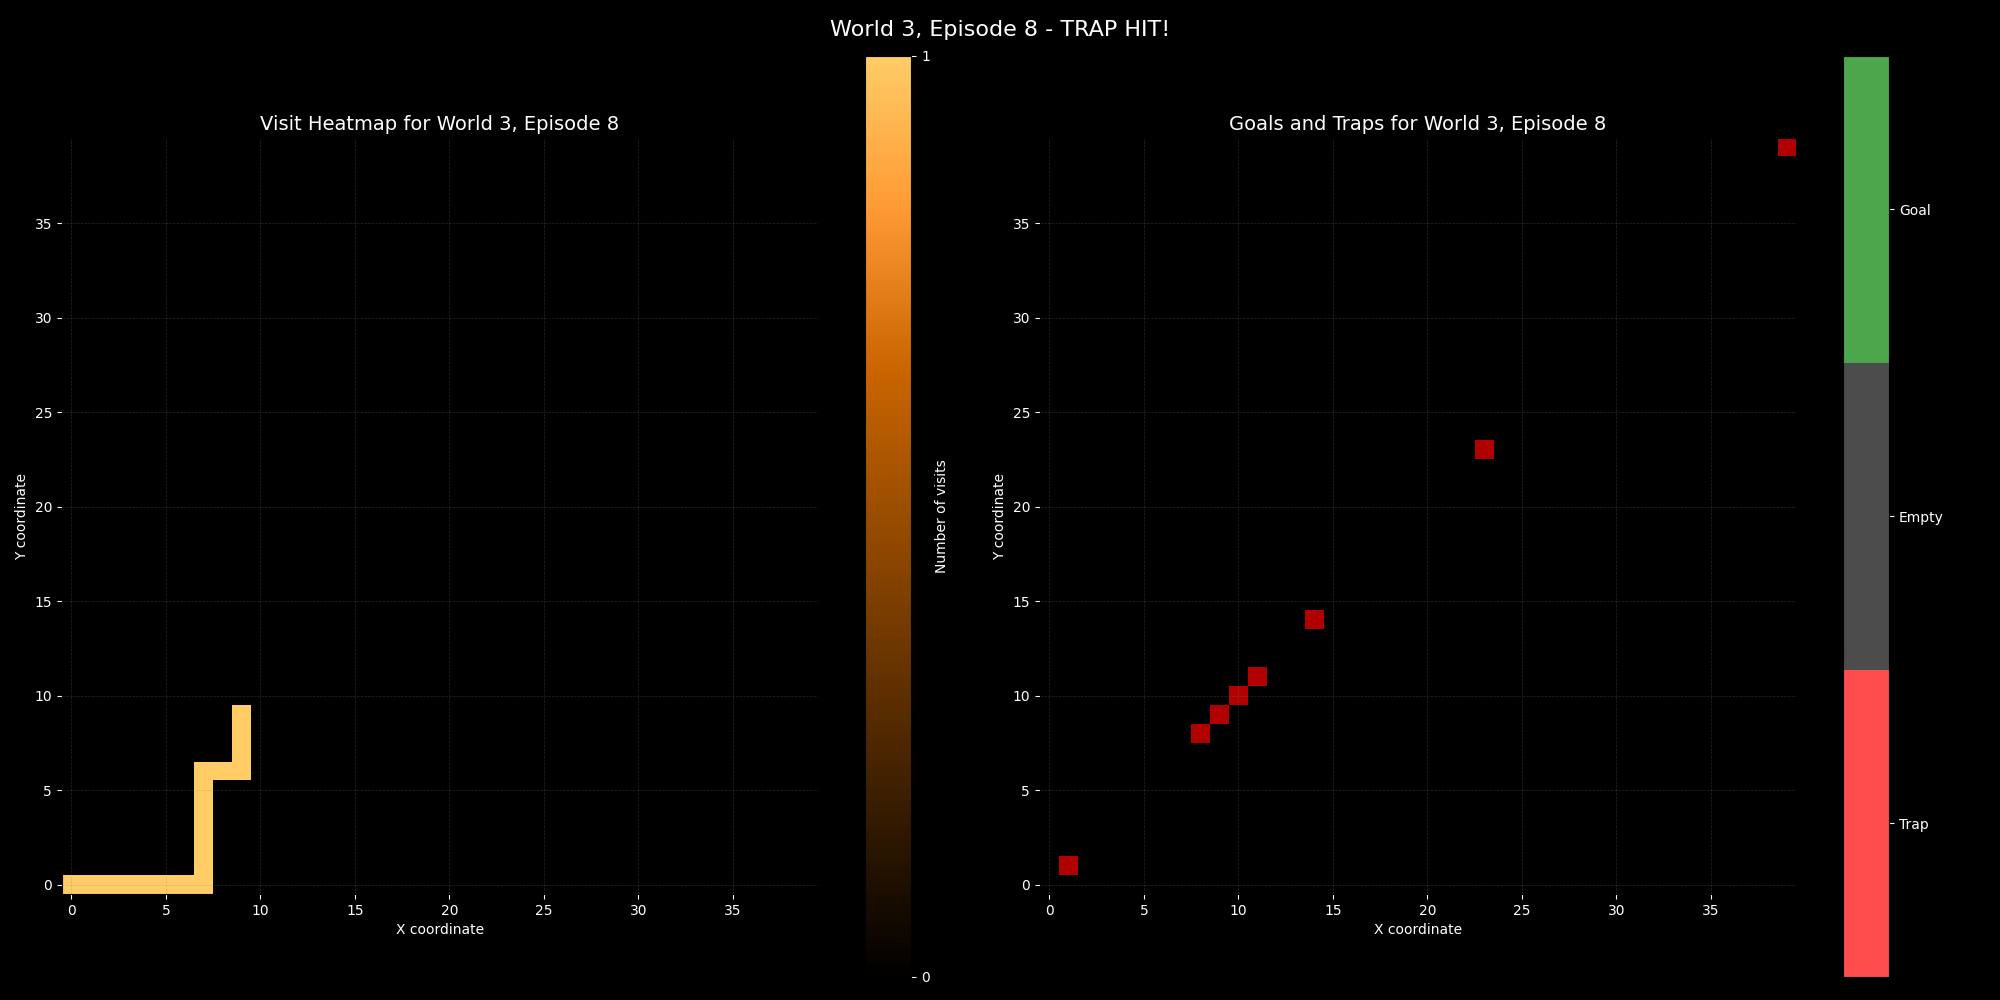 World 3, Episode 8 - TRAP HIT!
Visit Heatmap for World 3, Episode 8
Y coordinate
35
30
25
20
15
10
5
0
0 5 10 15 20 25 30 35
X coordinate
1
0
Number of visits
Goals and Traps for World 3, Episode 8
Y coordinate
35
30
25
20
15
10
5
0
0 5 10 15 20 25 30 35
X coordinate
Goal
Empty
Trap